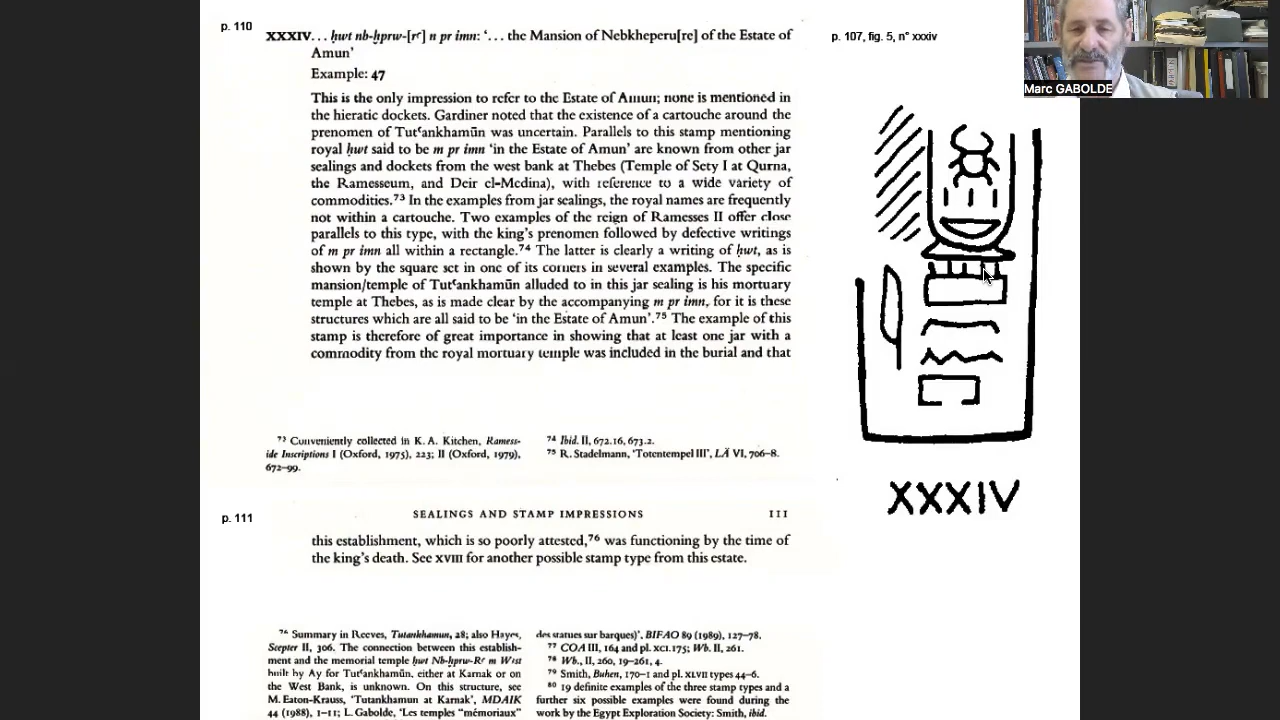 p. 110
XXXIV... ḥwt nb-ḫprw-[rꜥ] n pr imn: ‘... the Mansion of Nebkheperu[re] of the Estate of
Amun’
Example: 47
This is the only impression to refer to the Estate of Amun; none is mentioned in
the hieratic dockets. Gardiner noted that the existence of a cartouche around the
prenomen of Tutꜥankhamūn was uncertain. Parallels to this stamp mentioning
royal ḥwt said to be m pr imn ‘in the Estate of Amun’ are known from other jar
sealings and dockets from the west bank at Thebes (Temple of Sety I at Qurna,
the Ramesseum, and Deir el-Medina), with reference to a wide variety of
commodities.73 In the examples from jar sealings, the royal names are frequently
not within a cartouche. Two examples of the reign of Ramesses II offer close
parallels to this type, with the king’s prenomen followed by defective writings
of m pr imn all within a rectangle.74 The latter is clearly a writing of ḥwt, as is
shown by the square set in one of its corners in several examples. The specific
mansion/temple of Tutꜥankhamūn alluded to in this jar sealing is his mortuary
temple at Thebes, as is made clear by the accompanying m pr imn, for it is these
structures which are all said to be ‘in the Estate of Amun’.75 The example of this
stamp is therefore of great importance in showing that at least one jar with a
commodity from the royal mortuary temple was included in the burial and that
73 Conveniently collected in K. A. Kitchen, Ramess-
ide Inscriptions I (Oxford, 1975), 223; II (Oxford, 1979),
672–99.
74 Ibid. II, 672.16, 673.2.
75 R. Stadelmann, ‘Totentempel III’, LÄ VI, 706–8.
p. 111
SEALINGS AND STAMP IMPRESSIONS 111
this establishment, which is so poorly attested,76 was functioning by the time of
the king’s death. See XVIII for another possible stamp type from this estate.
76 Summary in Reeves, Tutankhamun, 28; also Hayes,
Scepter II, 306. The connection between this establish-
ment and the memorial temple ḥwt Nb-ḫprw-Rꜥ m Wꜣst
built by Ay for Tutꜥankhamūn, either at Karnak or on
the West Bank, is unknown. On this structure, see
M. Eaton-Krauss, ‘Tutankhamun at Karnak’, MDAIK
44 (1988), 1–11; L. Gabolde, ‘Les temples “mémoriaux”
des statues sur barques)’, BIFAO 89 (1989), 127–78.
77 COA III, 164 and pl. XCI.175; Wb. II, 261.
78 Wb., II, 260, 19–261, 4.
79 Smith, Buhen, 170–1 and pl. XLVII types 44–6.
80 19 definite examples of the three stamp types and a
further six possible examples were found during the
work by the Egypt Exploration Society: Smith, ibid.
p. 107, fig. 5, n° xxxiv
XXXIV
Marc GABOLDE